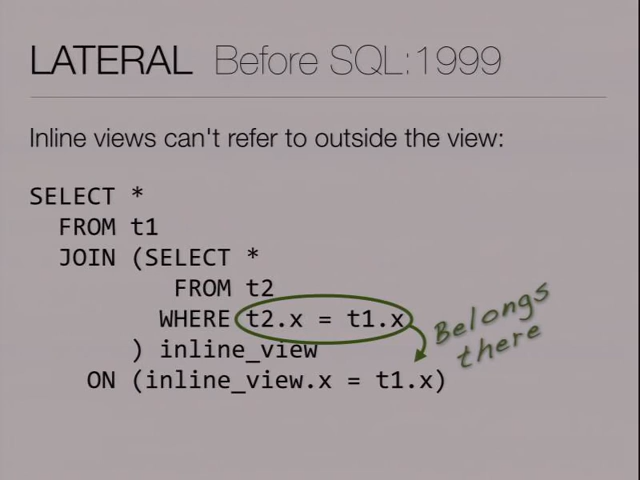 LATERAL Before SQL:1999
Inline views can't refer to outside the view:
SELECT *
FROM t1
JOIN (SELECT *
FROM t2
WHERE t2.x = t1.x
) inline_view
ON (inline_view.x = t1.x)
Belongs
there